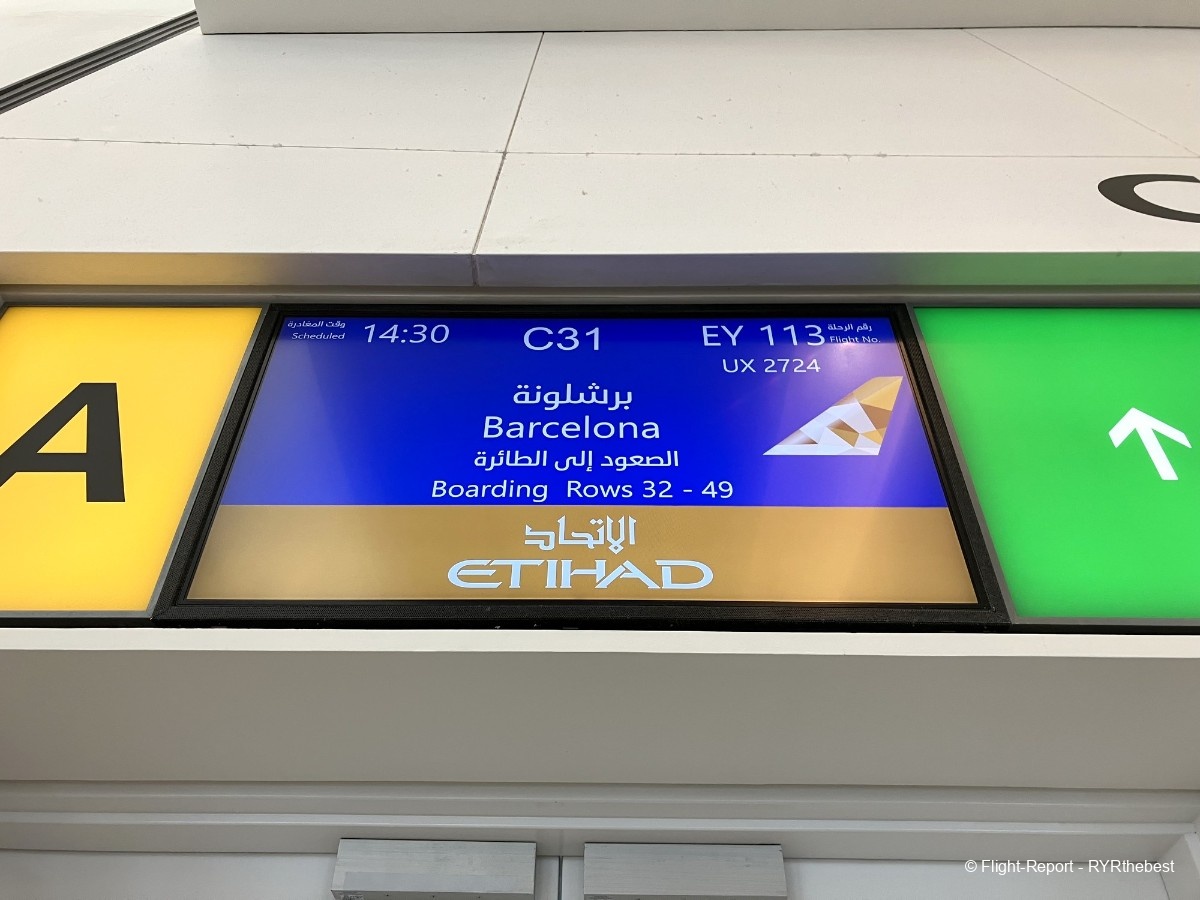 A
وقت المغادرة
Scheduled
14:30
C31
EY 113
رقم الرحلة
Flight No.
UX 2724
برشلونة
Barcelona
الصعود إلى الطائرة
Boarding Rows 32 - 49
الاتحاد
ETIHAD
© Flight-Report - RYRthebest